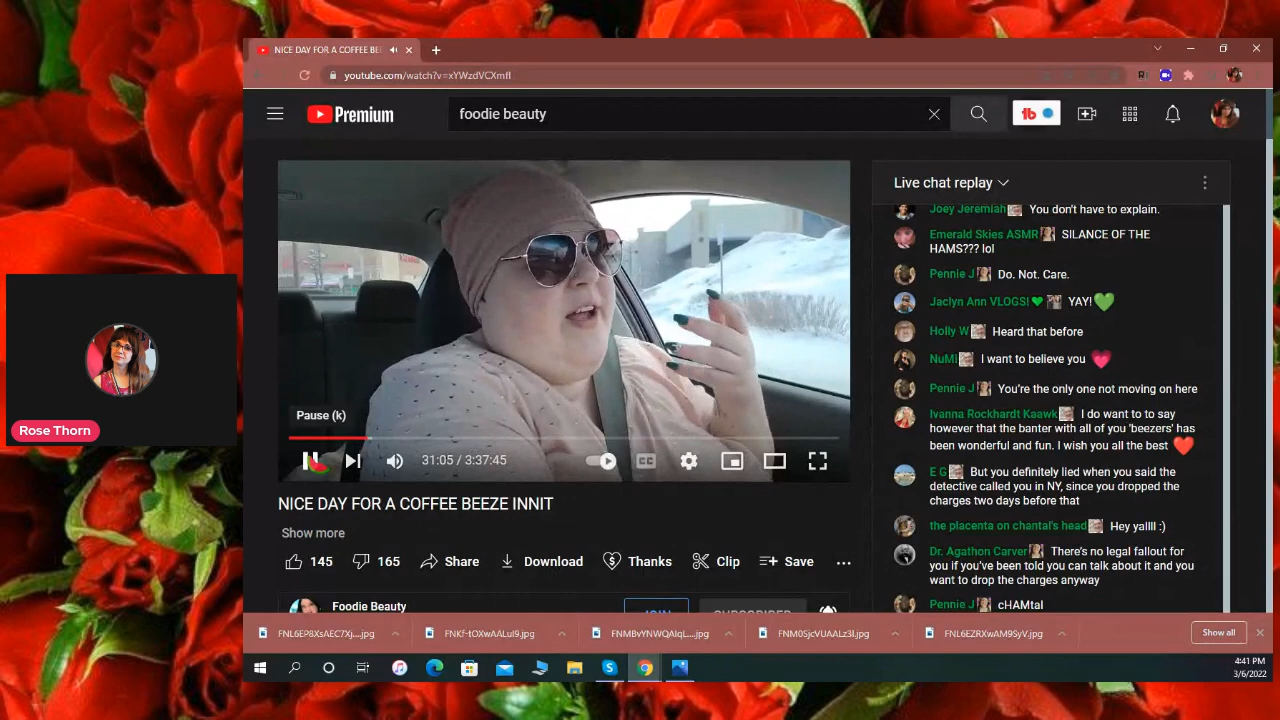 NICE DAY FOR A COFFEE BEE
youtube.com/watch?v=xYWzdVCXmfI
Premium
foodie beauty
Live chat replay
Joey Jeremiah You don't have to explain.
Emerald Skies ASMR SILANCE OF THE
HAMS??? lol
Pennie J Do. Not. Care.
Jaclyn Ann VLOGS! YAY!
Holly W Heard that before
NuMi I want to believe you
Pennie J You're the only one not moving on here
Ivanna Rockhardt Kaawk I do want to to say
however that the banter with all of you 'beezers' has
been wonderful and fun. I wish you all the best
E G But you definitely lied when you said the
detective called you in NY, since you dropped the
charges two days before that
the placenta on chantal's head Hey yallll :)
Dr. Agathon Carver There's no legal fallout for
you if you've been told you can talk about it and you
want to drop the charges anyway
Pennie J cHAMtal
Pause (k)
31:05 / 3:37:45
CC
NICE DAY FOR A COFFEE BEEZE INNIT
Show more
145
165
Share
Download
Thanks
Clip
Save
Foodie Beauty
JOIN
SUBSCRIBED
Rose Thorn
FNL6EP8XsAEC7Xj....jpg
FNKf-tOXwAALuI9.jpg
FNMBvYNWQAIqL....jpg
FNM0SjcVUAALz3l.jpg
FNL6EZRXwAM9SyV.jpg
Show all
4:41 PM
3/6/2022